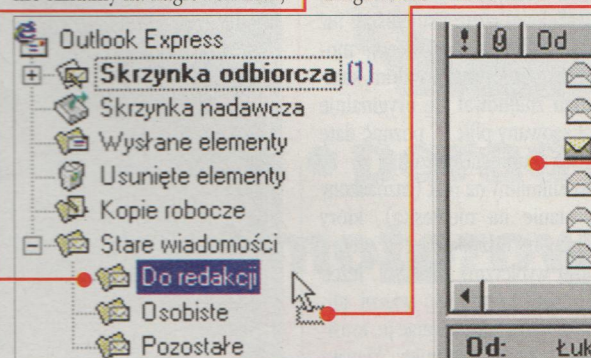 Outlook Express
Skrzynka odbiorcza (1)
Skrzynka nadawcza
Wysłane elementy
Usunięte elementy
Kopie robocze
Stare wiadomości
Do redakcji
Osobiste
Pozostałe
! Od
Od: Łuk